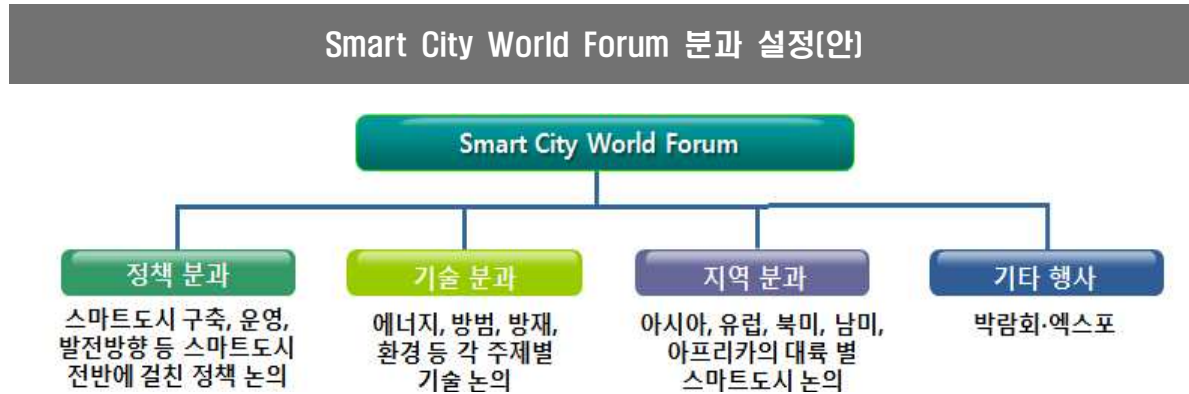 Smart City World Forum 분과 설정(안)
Smart City World Forum
정책 분과
스마트도시 구축, 운영,
발전방향 등 스마트도시
전반에 걸친 정책 논의
기술 분과
에너지, 방범, 방재,
환경 등 각 주제별
기술 논의
지역 분과
아시아, 유럽, 북미, 남미,
아프리카의 대륙 별
스마트도시 논의
기타 행사
박람회·엑스포